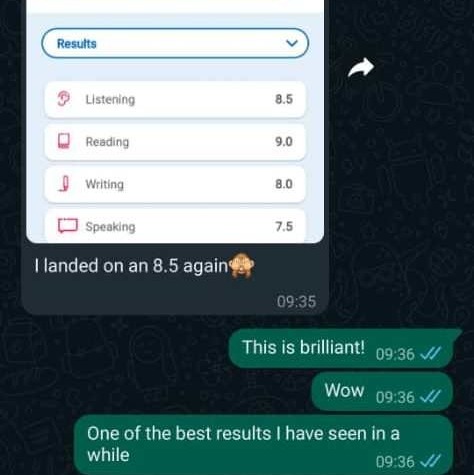 Results
Listening 8.5
Reading 9.0
Writing 8.0
Speaking 7.5
I landed on an 8.5 again🙈
09:35
This is brilliant! 09:36
Wow 09:36
One of the best results I have seen in a
while 09:36